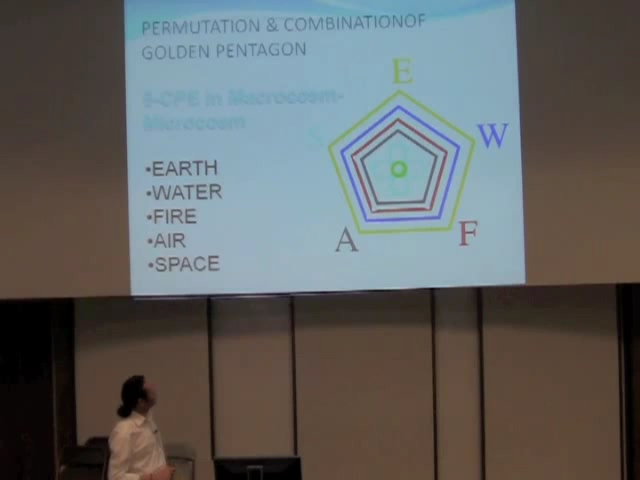 PERMUTATION & COMBINATIONOF
GOLDEN PENTAGON
5-CPE in Macrocosm-
Microcosm
•EARTH
•WATER
•FIRE
•AIR
•SPACE
E
S
W
A
F